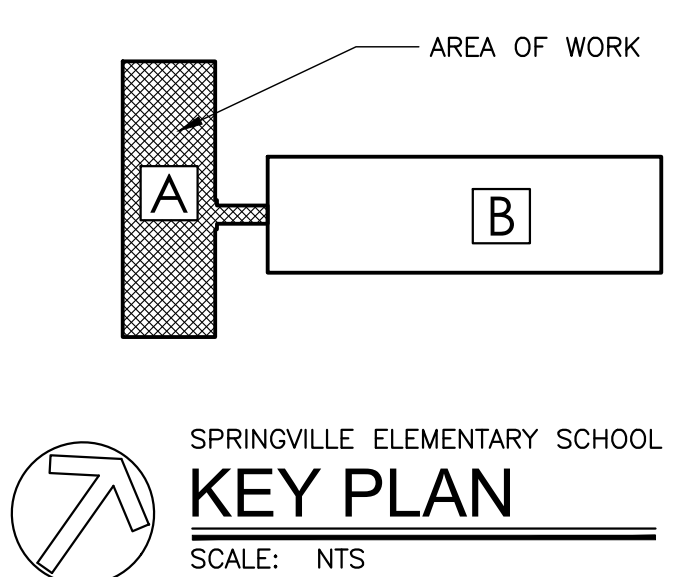 AREA OF WORK
A
B
SPRINGVILLE ELEMENTARY SCHOOL
KEY PLAN
SCALE: NTS